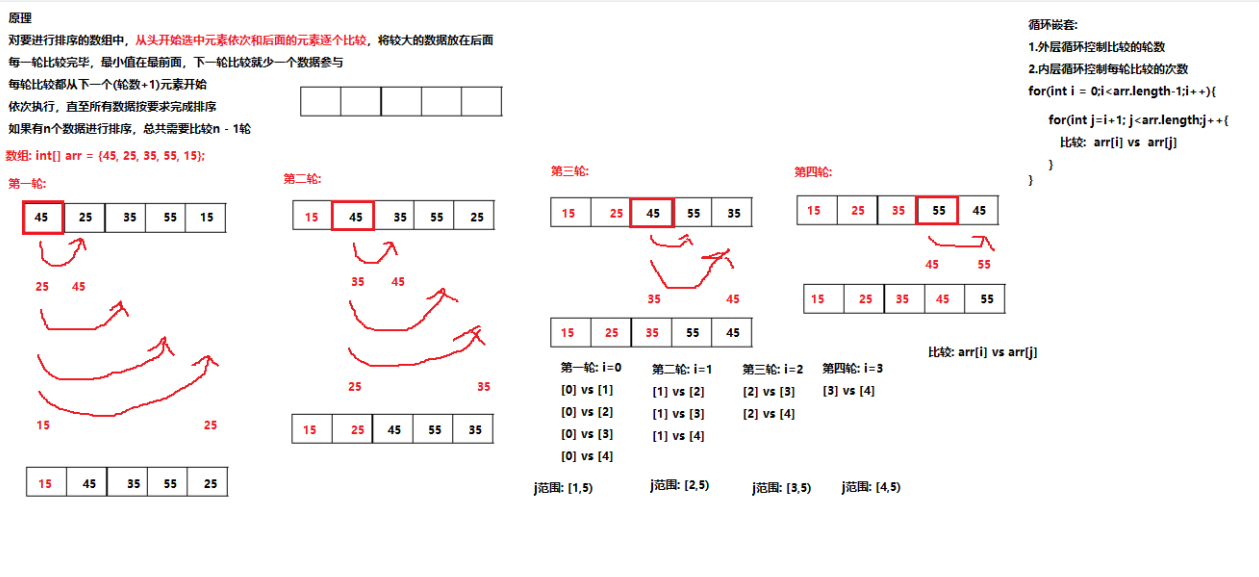 原理
对要进行排序的数组中，从头开始选中元素依次和后面的元素逐个比较，将较大的数据放在后面
每一轮比较完毕，最小值在最前面，下一轮比较就少一个数据参与
每轮比较都从下一个(轮数+1)元素开始
依次执行，直至所有数据按要求完成排序
如果有n个数据进行排序，总共需要比较n - 1轮
数组: int[] arr = {45, 25, 35, 55, 15};
第一轮:
45 25 35 55 15
25 45
15 25
15 45 35 55 25
第二轮:
15 45 35 55 25
35 45
25 35
15 25 45 55 35
第三轮:
15 25 45 55 35
35 45
15 25 35 55 45
第四轮:
15 25 35 55 45
45 55
15 25 35 45 55
第一轮: i=0
[0] vs [1]
[0] vs [2]
[0] vs [3]
[0] vs [4]
j范围: [1,5)
第二轮: i=1
[1] vs [2]
[1] vs [3]
[1] vs [4]
j范围: [2,5)
第三轮: i=2
[2] vs [3]
[2] vs [4]
j范围: [3,5)
第四轮: i=3
[3] vs [4]
j范围: [4,5)
比较: arr[i] vs arr[j]
循环嵌套:
1.外层循环控制比较的轮数
2.内层循环控制每轮比较的次数
for(int i = 0;i<arr.length-1;i++){
for(int j=i+1; j<arr.length;j++{
比较: arr[i] vs arr[j]
}
}